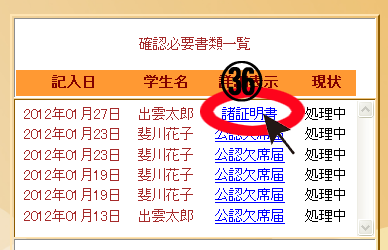 確認必要書類一覧
記入日 学生名 表示 現状
㊱
2012年01月27日 出雲太郎 諸証明書 処理中
2012年01月23日 斐川花子 公認欠席届 処理中
2012年01月23日 斐川花子 公認欠席届 処理中
2012年01月19日 斐川花子 公認欠席届 処理中
2012年01月19日 斐川花子 公認欠席届 処理中
2012年01月13日 出雲太郎 公認欠席届 処理中